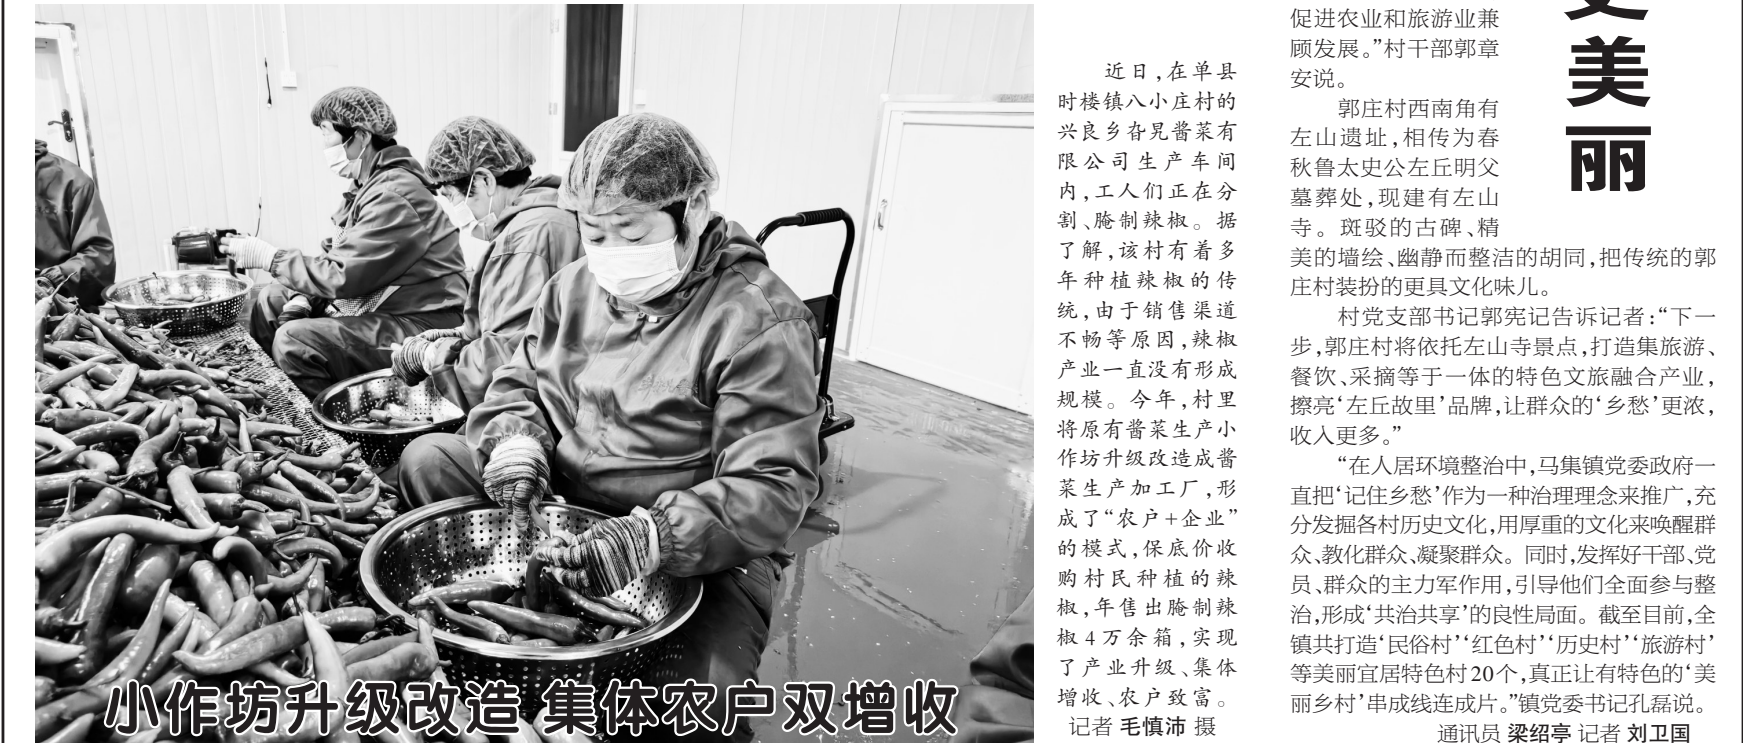 小作坊升级改造 集体农户双增收
近日，在单县
时楼镇八小庄村的
兴良乡旮旯酱菜有
限公司生产车间
内，工人们正在分
割、腌制辣椒。据
了解，该村有着多
年种植辣椒的传
统，由于销售渠道
不畅等原因，辣椒
产业一直没有形成
规模。今年，村里
将原有酱菜生产小
作坊升级改造成酱
菜生产加工厂，形
成了“农户+企业”
的模式，保底价收
购村民种植的辣
椒，年售出腌制辣
椒4万余箱，实现
了产业升级、集体
增收、农户致富。
记者 毛慎沛 摄
美丽
促进农业和旅游业兼
顾发展。”村干部郭章
安说。
郭庄村西南角有
左山遗址，相传为春
秋鲁太史公左丘明父
墓葬处，现建有左山
寺。斑驳的古碑、精
美的墙绘、幽静而整洁的胡同，把传统的郭
庄村装扮的更具文化味儿。
村党支部书记郭宪记告诉记者：“下一
步，郭庄村将依托左山寺景点，打造集旅游、
餐饮、采摘等于一体的特色文旅融合产业，
擦亮‘左丘故里’品牌，让群众的‘乡愁’更浓，
收入更多。”
“在人居环境整治中，马集镇党委政府一
直把‘记住乡愁’作为一种治理理念来推广，充
分发掘各村历史文化，用厚重的文化来唤醒群
众、教化群众、凝聚群众。同时，发挥好干部、党
员、群众的主力军作用，引导他们全面参与整
治，形成‘共治共享’的良性局面。截至目前，全
镇共打造‘民俗村’‘红色村’‘历史村’‘旅游村’
等美丽宜居特色村20个，真正让有特色的‘美
丽乡村’串成线连成片。”镇党委书记孔磊说。
通讯员 梁绍亭 记者 刘卫国